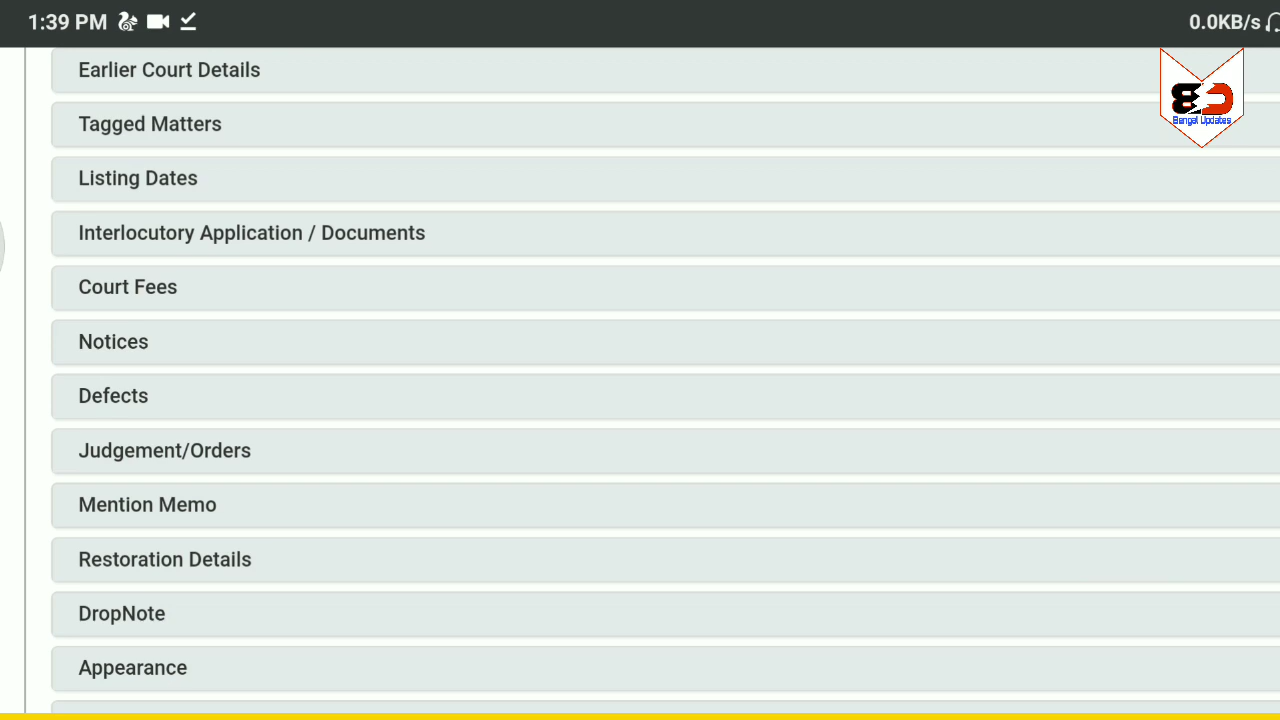 1:39 PM
0.0KB/s
Earlier Court Details
Bengal Updates
Tagged Matters
Listing Dates
Interlocutory Application / Documents
Court Fees
Notices
Defects
Judgement/Orders
Mention Memo
Restoration Details
DropNote
Appearance